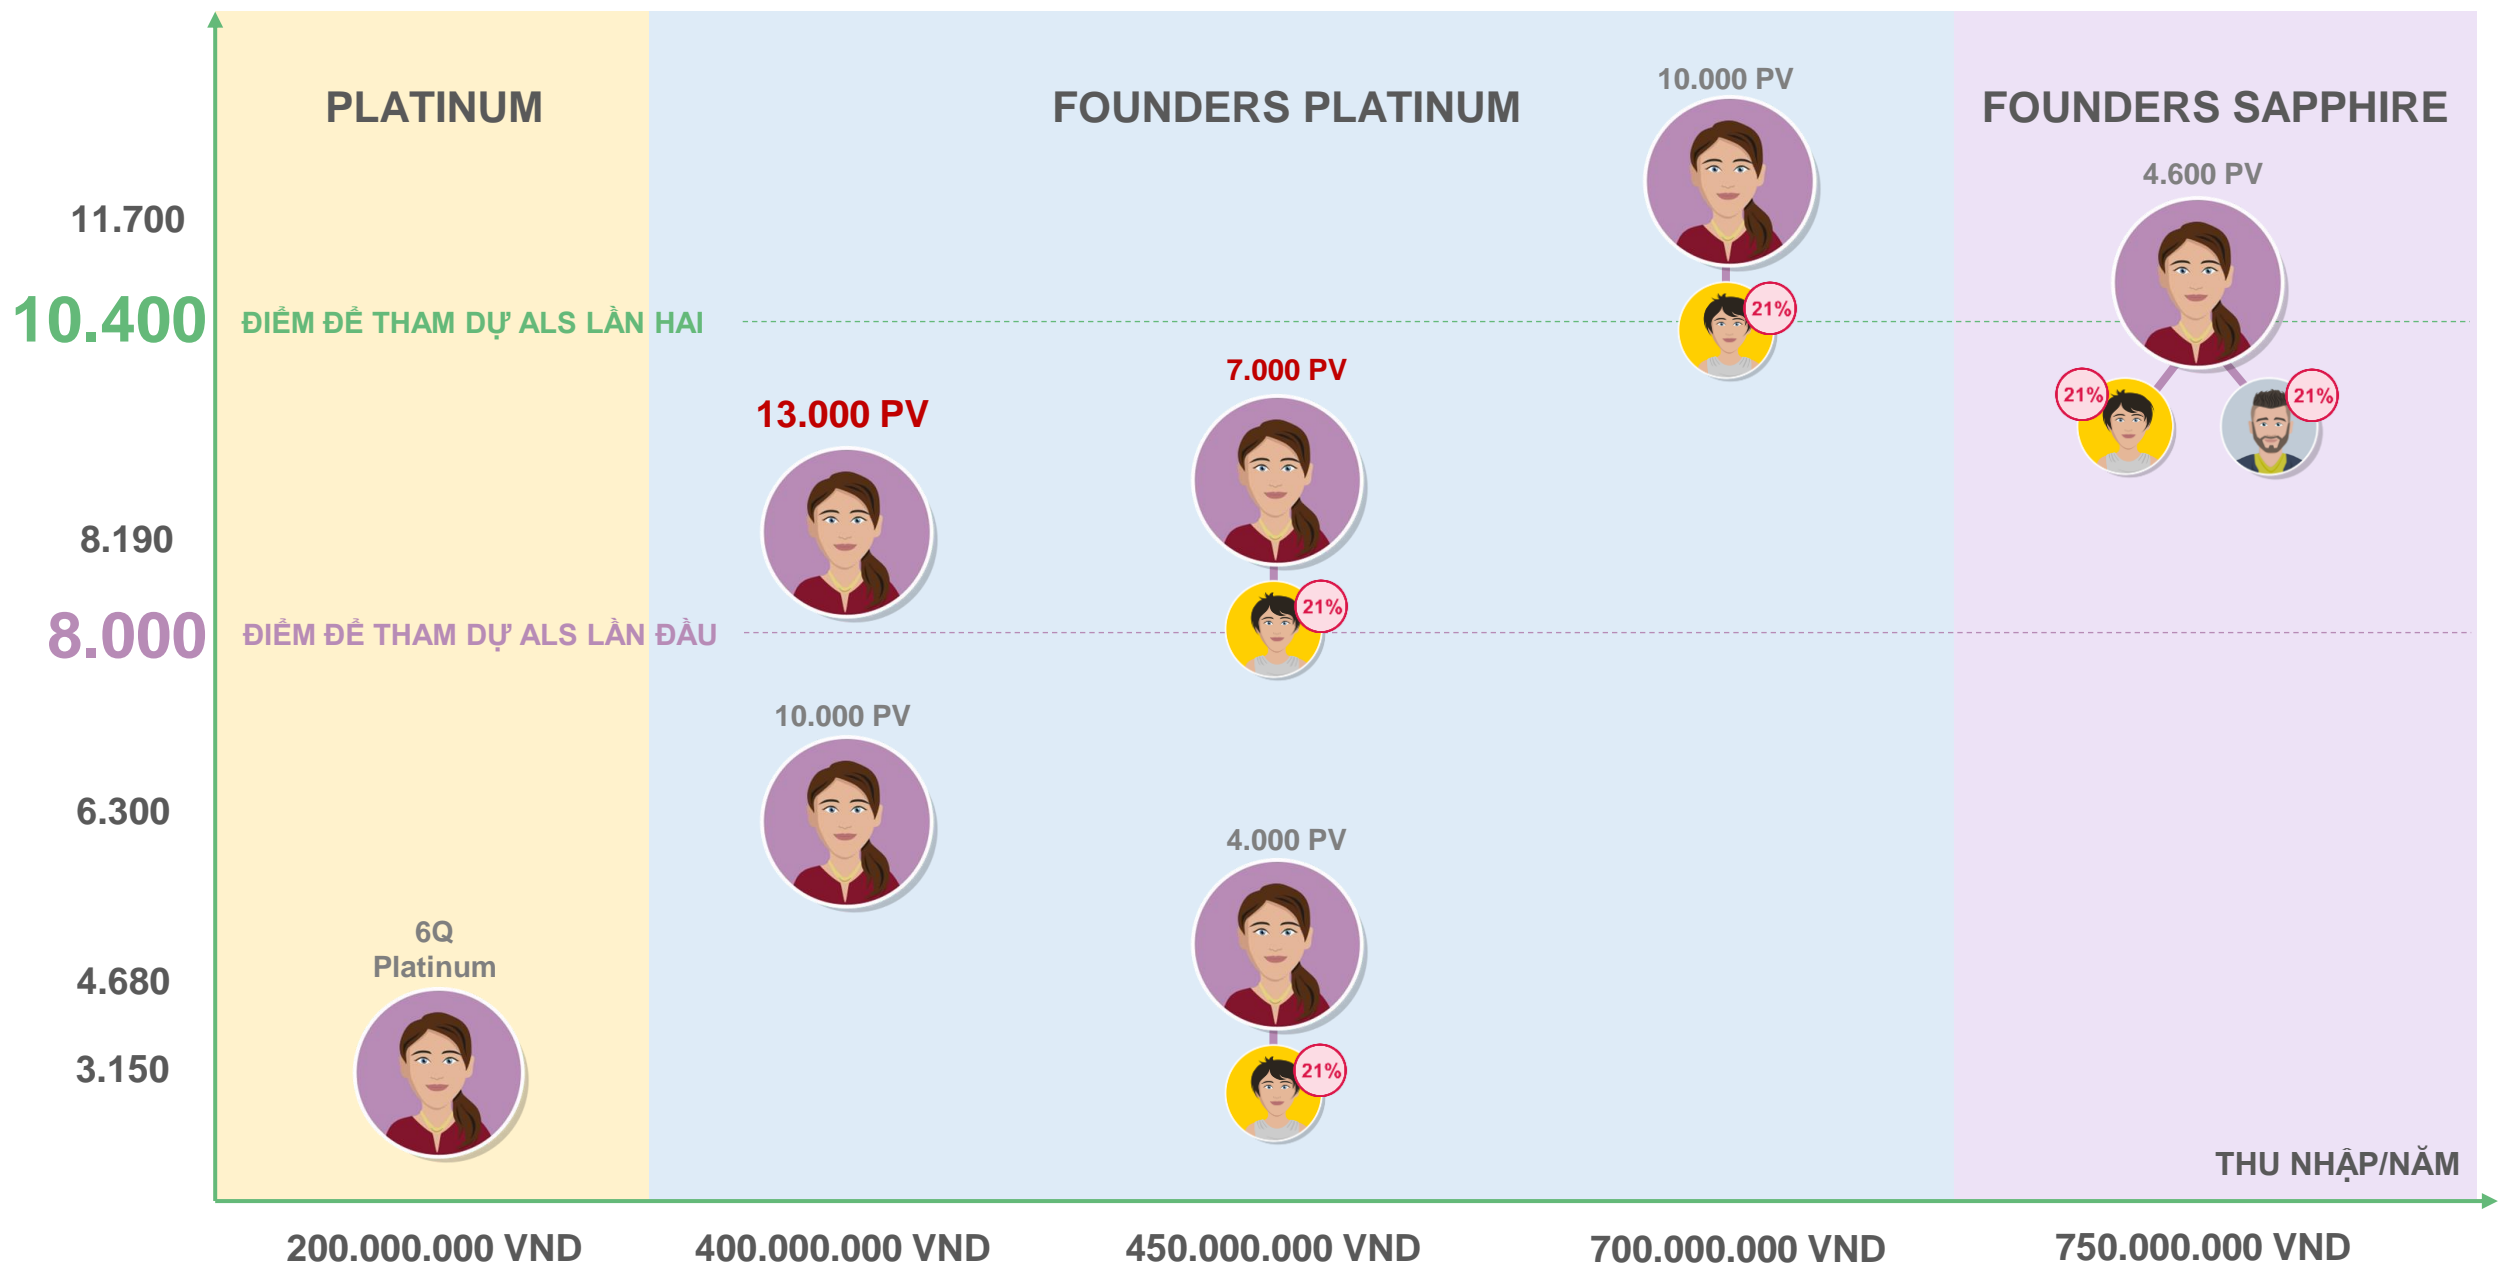 10.000 PV
PLATINUM
FOUNDERS PLATINUM
FOUNDERS SAPPHIRE
4.600 PV
11.700
10.400
ĐIỂM ĐỂ THAM DỰ ALS LẦN HAI
21%
7.000 PV
21%
21%
13.000 PV
8.190
21%
8.000
ĐIỂM ĐỂ THAM DỰ ALS LẦN ĐẦU
10.000 PV
6.300
4.000 PV
6Q
Platinum
4.680
3.150
21%
THU NHẬP/NĂM
200.000.000 VND
400.000.000 VND
450.000.000 VND
700.000.000 VND
750.000.000 VND